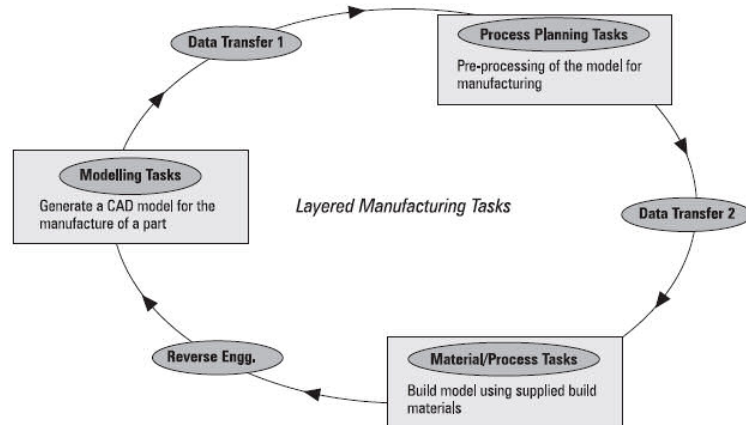 Data Transfer 1
Process Planning Tasks
Pre-processing of the model for
manufacturing
Modelling Tasks
Generate a CAD model for the
manufacture of a part
Layered Manufacturing Tasks
Data Transfer 2
Reverse Engg.
Material/Process Tasks
Build model using supplied build
materials